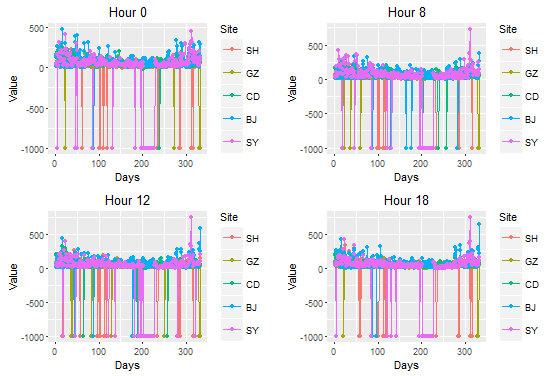 Hour 0
Value
500
0
-500
-1000
0
100
200
300
Days
Site
SH
GZ
CD
BJ
SY
Hour 8
Value
500
0
-500
-1000
0
100
200
300
Days
Site
SH
GZ
CD
BJ
SY
Hour 12
Value
500
0
-500
-1000
0
100
200
300
Days
Site
SH
GZ
CD
BJ
SY
Hour 18
Value
500
0
-500
-1000
0
100
200
300
Days
Site
SH
GZ
CD
BJ
SY